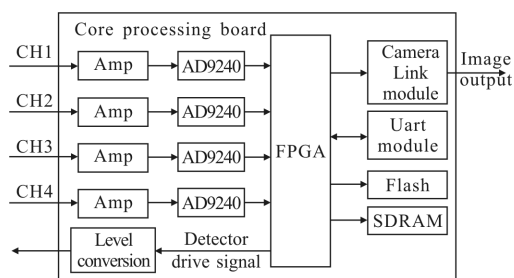 Core processing board
CH1
Amp
AD9240
CH2
Amp
AD9240
CH3
Amp
AD9240
CH4
Amp
AD9240
Level
conversion
Detector
drive signal
FPGA
Camera
Link
module
Image
output
Uart
module
Flash
SDRAM